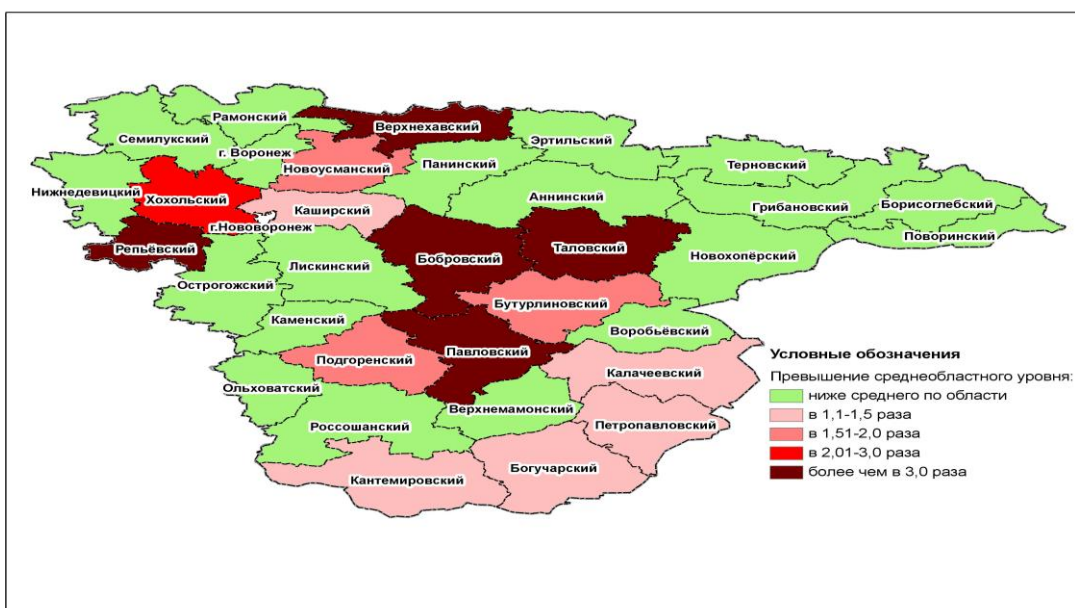 Рамонский
Верхнехавский
Семилукский
Эртильский
г. Воронеж
Новоусманский
Панинский
Терновский
Нижнедевицкий
Хохольский
Аннинский
Грибановский
Борисоглебский
Каширский
г.Нововоронеж
Поворинский
Репьёвский
Бобровский
Таловский
Новохопёрский
Лискинский
Острогожский
Бутурлиновский
Каменский
Воробьёвский
Подгоренский
Павловский
Калачеевский
Ольховатский
Верхнемамонский
Россошанский
Петропавловский
Богучарский
Кантемировский
Условные обозначения
Превышение среднеобластного уровня:
ниже среднего по области
в 1,1-1,5 раза
в 1,51-2,0 раза
в 2,01-3,0 раза
более чем в 3,0 раза